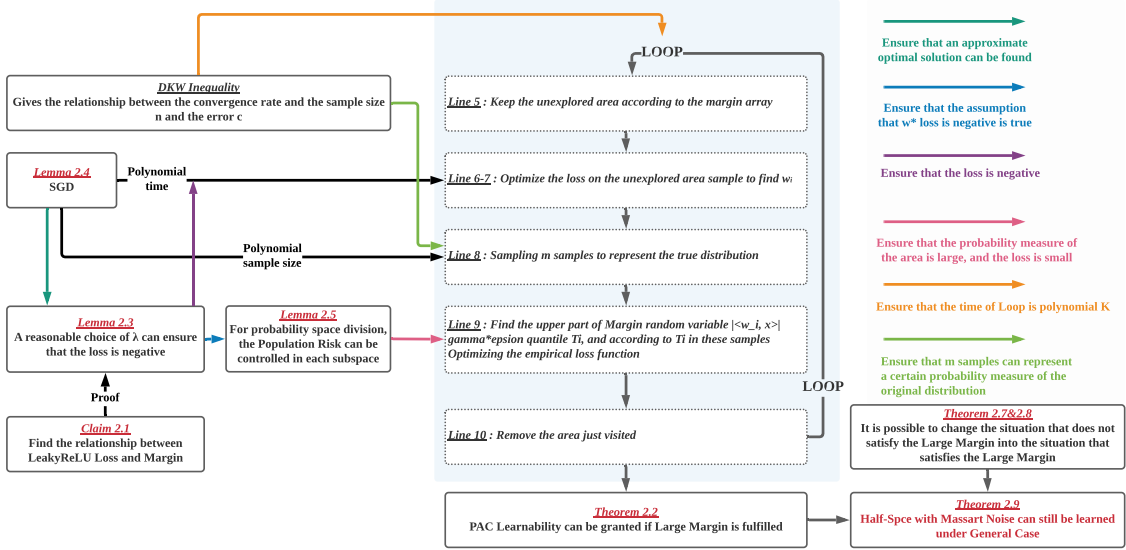 DKW Inequality
Gives the relationship between the convergence rate and the sample size
n and the error c
Lemma 2.4
SGD
Polynomial
time
Polynomial
sample size
Lemma 2.3
A reasonable choice of λ can ensure
that the loss is negative
Lemma 2.5
For probability space division,
the Population Risk can be
controlled in each subspace
Proof
Claim 2.1
Find the relationship between
LeakyReLU Loss and Margin
LOOP
Line 5 : Keep the unexplored area according to the margin array
Line 6-7 : Optimize the loss on the unexplored area sample to find wᵢ
Line 8 : Sampling m samples to represent the true distribution
Line 9 : Find the upper part of Margin random variable |<w_i, x>|
gamma*epsion quantile Ti, and according to Ti in these samples
Optimizing the empirical loss function
LOOP
Line 10 : Remove the area just visited
Theorem 2.2
PAC Learnability can be granted if Large Margin is fulfilled
Ensure that an approximate
optimal solution can be found
Ensure that the assumption
that w* loss is negative is true
Ensure that the loss is negative
Ensure that the probability measure of
the area is large, and the loss is small
Ensure that the time of Loop is polynomial K
Ensure that m samples can represent
a certain probability measure of the
original distribution
Theorem 2.7&2.8
It is possible to change the situation that does not
satisfy the Large Margin into the situation that
satisfies the Large Margin
Theorem 2.9
Half-Spce with Massart Noise can still be learned
under General Case